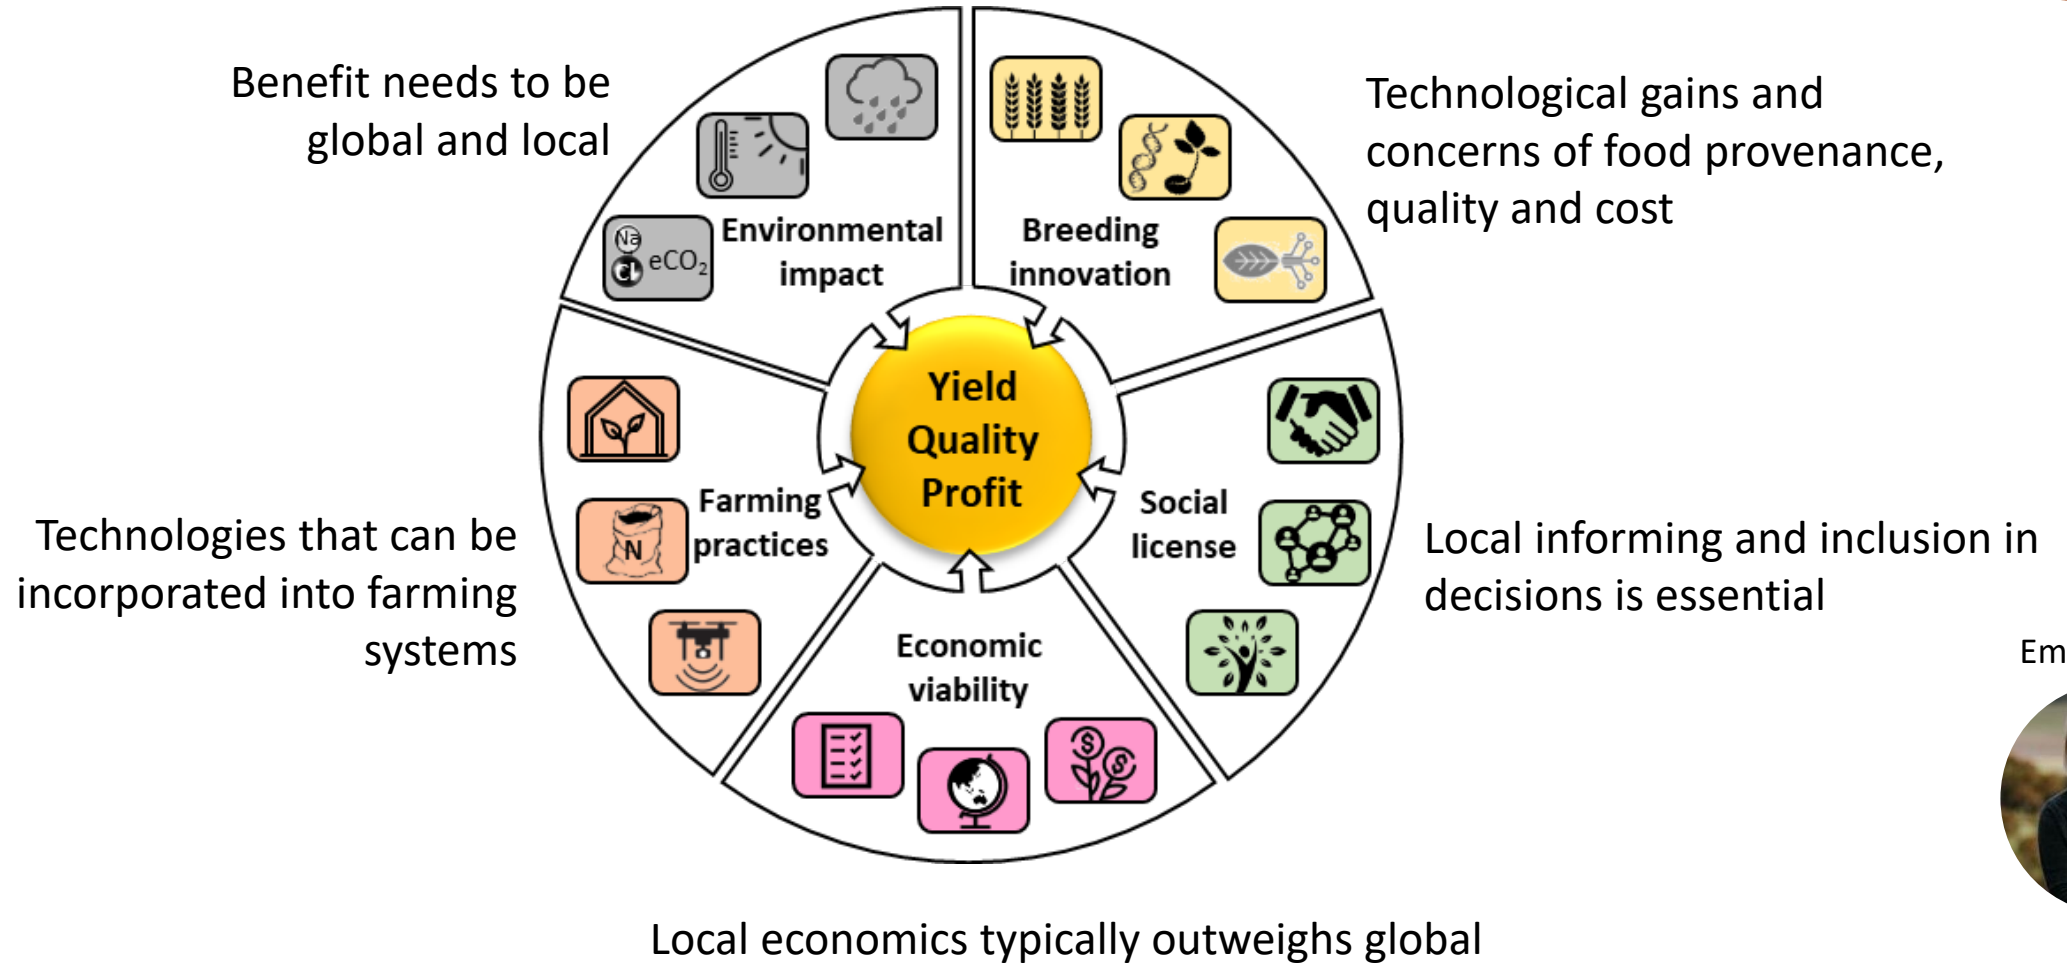 Benefit needs to be
global and local
Technological gains and
concerns of food provenance,
quality and cost
Environmental
impact
Breeding
innovation
Na
Cl
eCO₂
Yield
Quality
Profit
Farming
practices
N
Social
license
Technologies that can be
incorporated into farming
systems
Local informing and inclusion in
decisions is essential
Economic
viability
$
$
Em
Local economics typically outweighs global